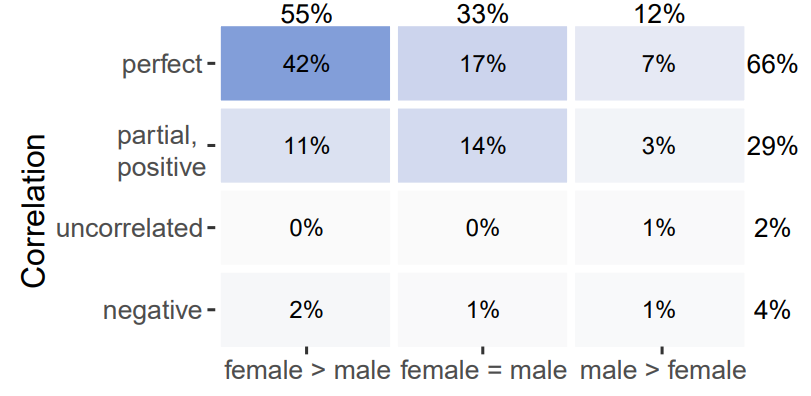 55% 33% 12%
perfect 42% 17% 7% 66%
partial,
positive 11% 14% 3% 29%
uncorrelated 0% 0% 1% 2%
negative 2% 1% 1% 4%
female > male female = male male > female
Correlation